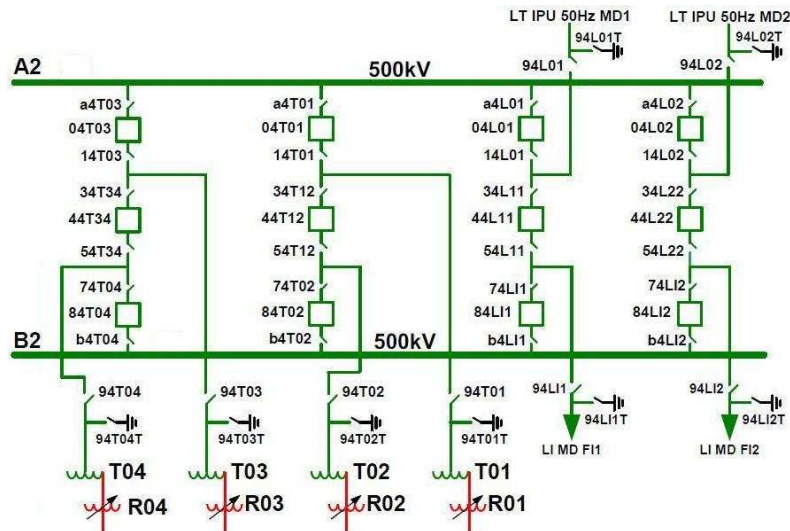 LT IPU 50Hz MD1 LT IPU 50Hz MD2
94L01T 94L02T
94L01 94L02
A2 500kV
a4T03 a4T01 a4L01 a4L02
04T03 04T01 04L01 04L02
14T03 14T01 14L01 14L02
34T03 34T12 34L11 34L22
44T34 44T12 44L11 44L22
54T34 54T12 54L11 54L22
74T04 74T02 74LI1 74LI2
84T04 84T02 84LI1 84LI2
b4T04 b4T02 b4LI1 b4LI2
B2 500kV
94T04 94T03 94T02 94T01 94LI1 94LI2
94T04T 94T03T 94T02T 94T01T 94LI1T 94LI2T
LI MD FI1 LI MD FI2
T04 T03 T02 T01
R04 R03 R02 R01